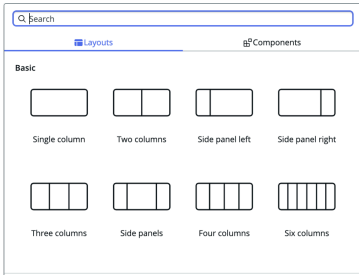 Search
Layouts
Components
Basic
Single column
Two columns
Side panel left
Side panel right
Three columns
Side panels
Four columns
Six columns